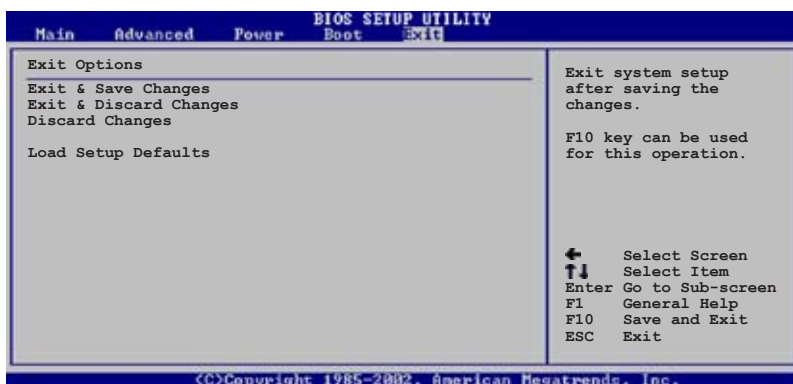 BIOS SETUP UTILITY
Main Advanced Power Boot Exit
Exit Options
Exit & Save Changes
Exit & Discard Changes
Discard Changes
Load Setup Defaults
Exit system setup
after saving the
changes.
F10 key can be used
for this operation.
← Select Screen
↑↓ Select Item
Enter Go to Sub-screen
F1 General Help
F10 Save and Exit
ESC Exit
(C)Copyright 1985-2002, American Megatrends, Inc.